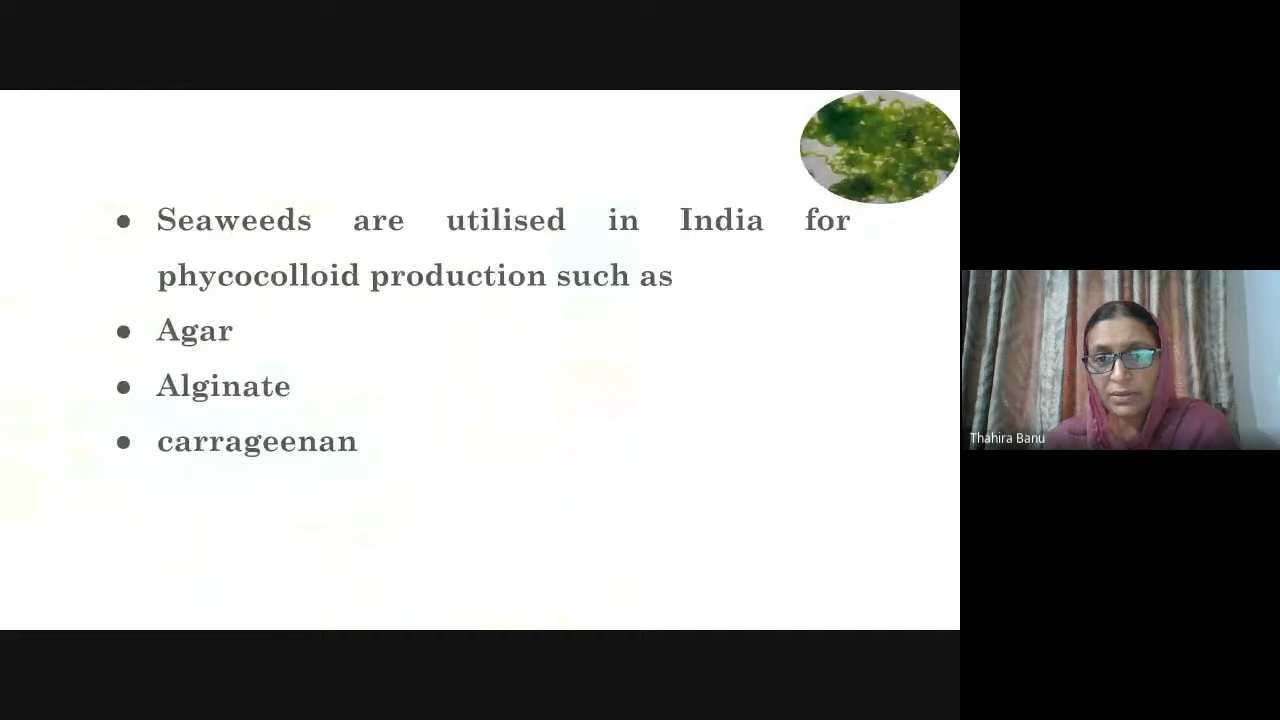 ● Seaweeds are utilised in India for
phycocolloid production such as
● Agar
● Alginate
● carrageenan
Thahira Banu